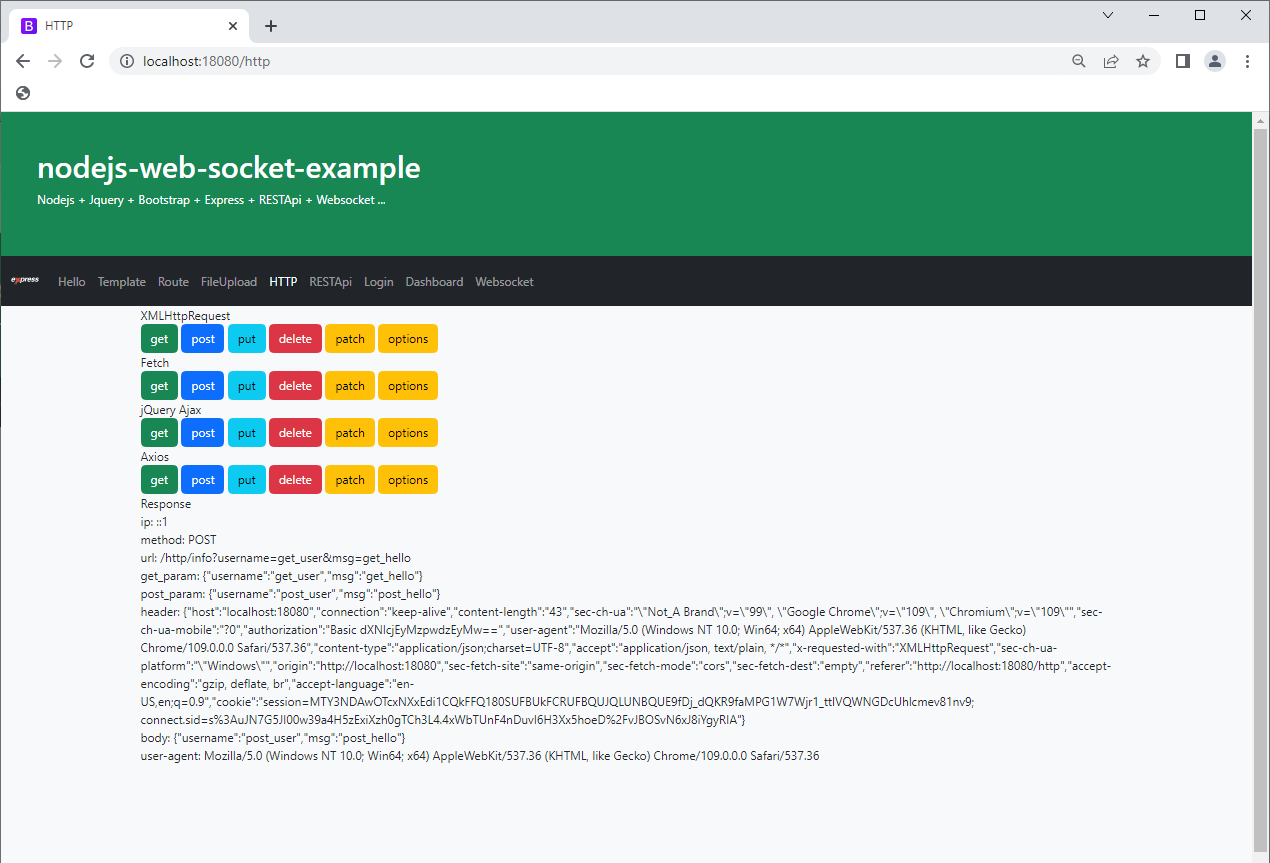 HTTP
localhost:18080/http
nodejs-web-socket-example
Nodejs + Jquery + Bootstrap + Express + RESTApi + Websocket ...
express Hello Template Route FileUpload HTTP RESTApi Login Dashboard Websocket
XMLHttpRequest
get post put delete patch options
Fetch
get post put delete patch options
jQuery Ajax
get post put delete patch options
Axios
get post put delete patch options
Response
ip: ::1
method: POST
url: /http/info?username=get_user&msg=get_hello
get_param: {"username":"get_user","msg":"get_hello"}
post_param: {"username":"post_user","msg":"post_hello"}
header: {"host":"localhost:18080","connection":"keep-alive","content-length":"43","sec-ch-ua":"\"Not_A Brand\";v=\"99\", \"Google Chrome\";v=\"109\", \"Chromium\";v=\"109\"","sec-
ch-ua-mobile":"?0","authorization":"Basic dXNlcjEyMzpwdzEyMw==","user-agent":"Mozilla/5.0 (Windows NT 10.0; Win64; x64) AppleWebKit/537.36 (KHTML, like Gecko)
Chrome/109.0.0.0 Safari/537.36","content-type":"application/json;charset=UTF-8","accept":"application/json, text/plain, */*","x-requested-with":"XMLHttpRequest","sec-ch-ua-
platform":"\"Windows\"","origin":"http://localhost:18080","sec-fetch-site":"same-origin","sec-fetch-mode":"cors","sec-fetch-dest":"empty","referer":"http://localhost:18080/http","accept-
encoding":"gzip, deflate, br","accept-language":"en-
US,en;q=0.9","cookie":"session=MTY3NDAwOTcxNXxEdi1CQkFFQ180SUFBUkFCRUFBQUJQLUNBQUE9fDj_dQKR9faMPG1W7Wjr1_ttIVQWNGDcUhlcmev81nv9;
connect.sid=s%3AuJN7G5JI00w39a4H5zExiXzh0gTCh3L4.4xWbTUnF4nDuvI6H3Xx5hoeD%2FvJBOSvN6xJ8iYgyRIA"}
body: {"username":"post_user","msg":"post_hello"}
user-agent: Mozilla/5.0 (Windows NT 10.0; Win64; x64) AppleWebKit/537.36 (KHTML, like Gecko) Chrome/109.0.0.0 Safari/537.36